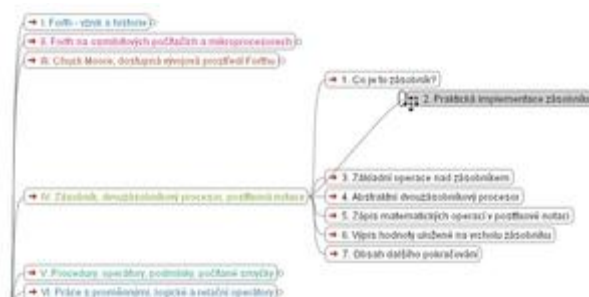 I. Forth - vznik a historie
II. Forth na osmibitových počítačích a mikroprocesorech
III. Chuck Moore, dostupná vývojová prostředí Forthu
1. Co je to zásobník?
2. Praktická implementace zásobníku
IV. Zásobník, dvouzásobníkový procesor, postfixová notace
3. Základní operace nad zásobníkem
4. Abstraktní dvouzásobníkový procesor
5. Zápis matematických operací v postfixové notaci
6. Výpis hodnoty uložené na vrcholu zásobníku
7. Obsah dalšího pokračování
V. Procedury, operátory, podmínky, počítané smyčky
VI. Práce s proměnnými, logické a relační operátory